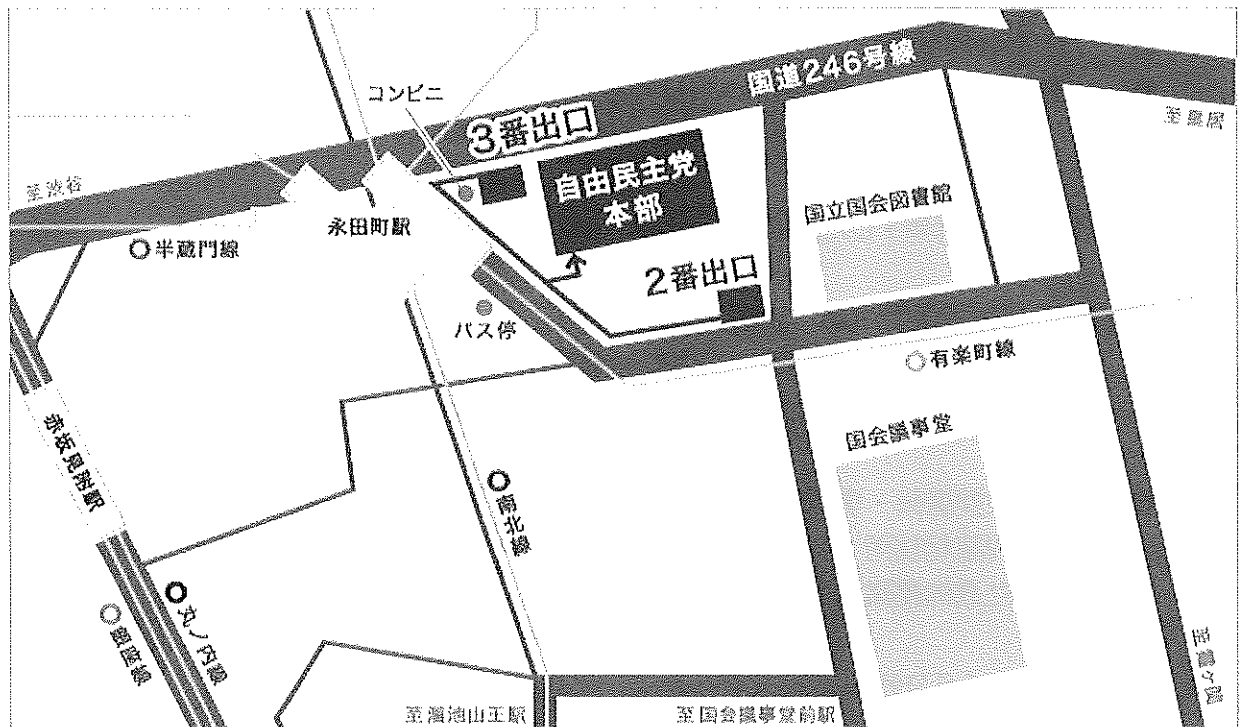 国道246号線
コンビニ
3番出口
至皇居
至渋谷
自由民主党
本部
国立国会図書館
永田町駅
半蔵門線
2番出口
バス停
有楽町線
国会議事堂
赤坂見附駅
南北線
丸ノ内線
銀座線
至霞ヶ関
至溜池山王駅
至国会議事堂前駅